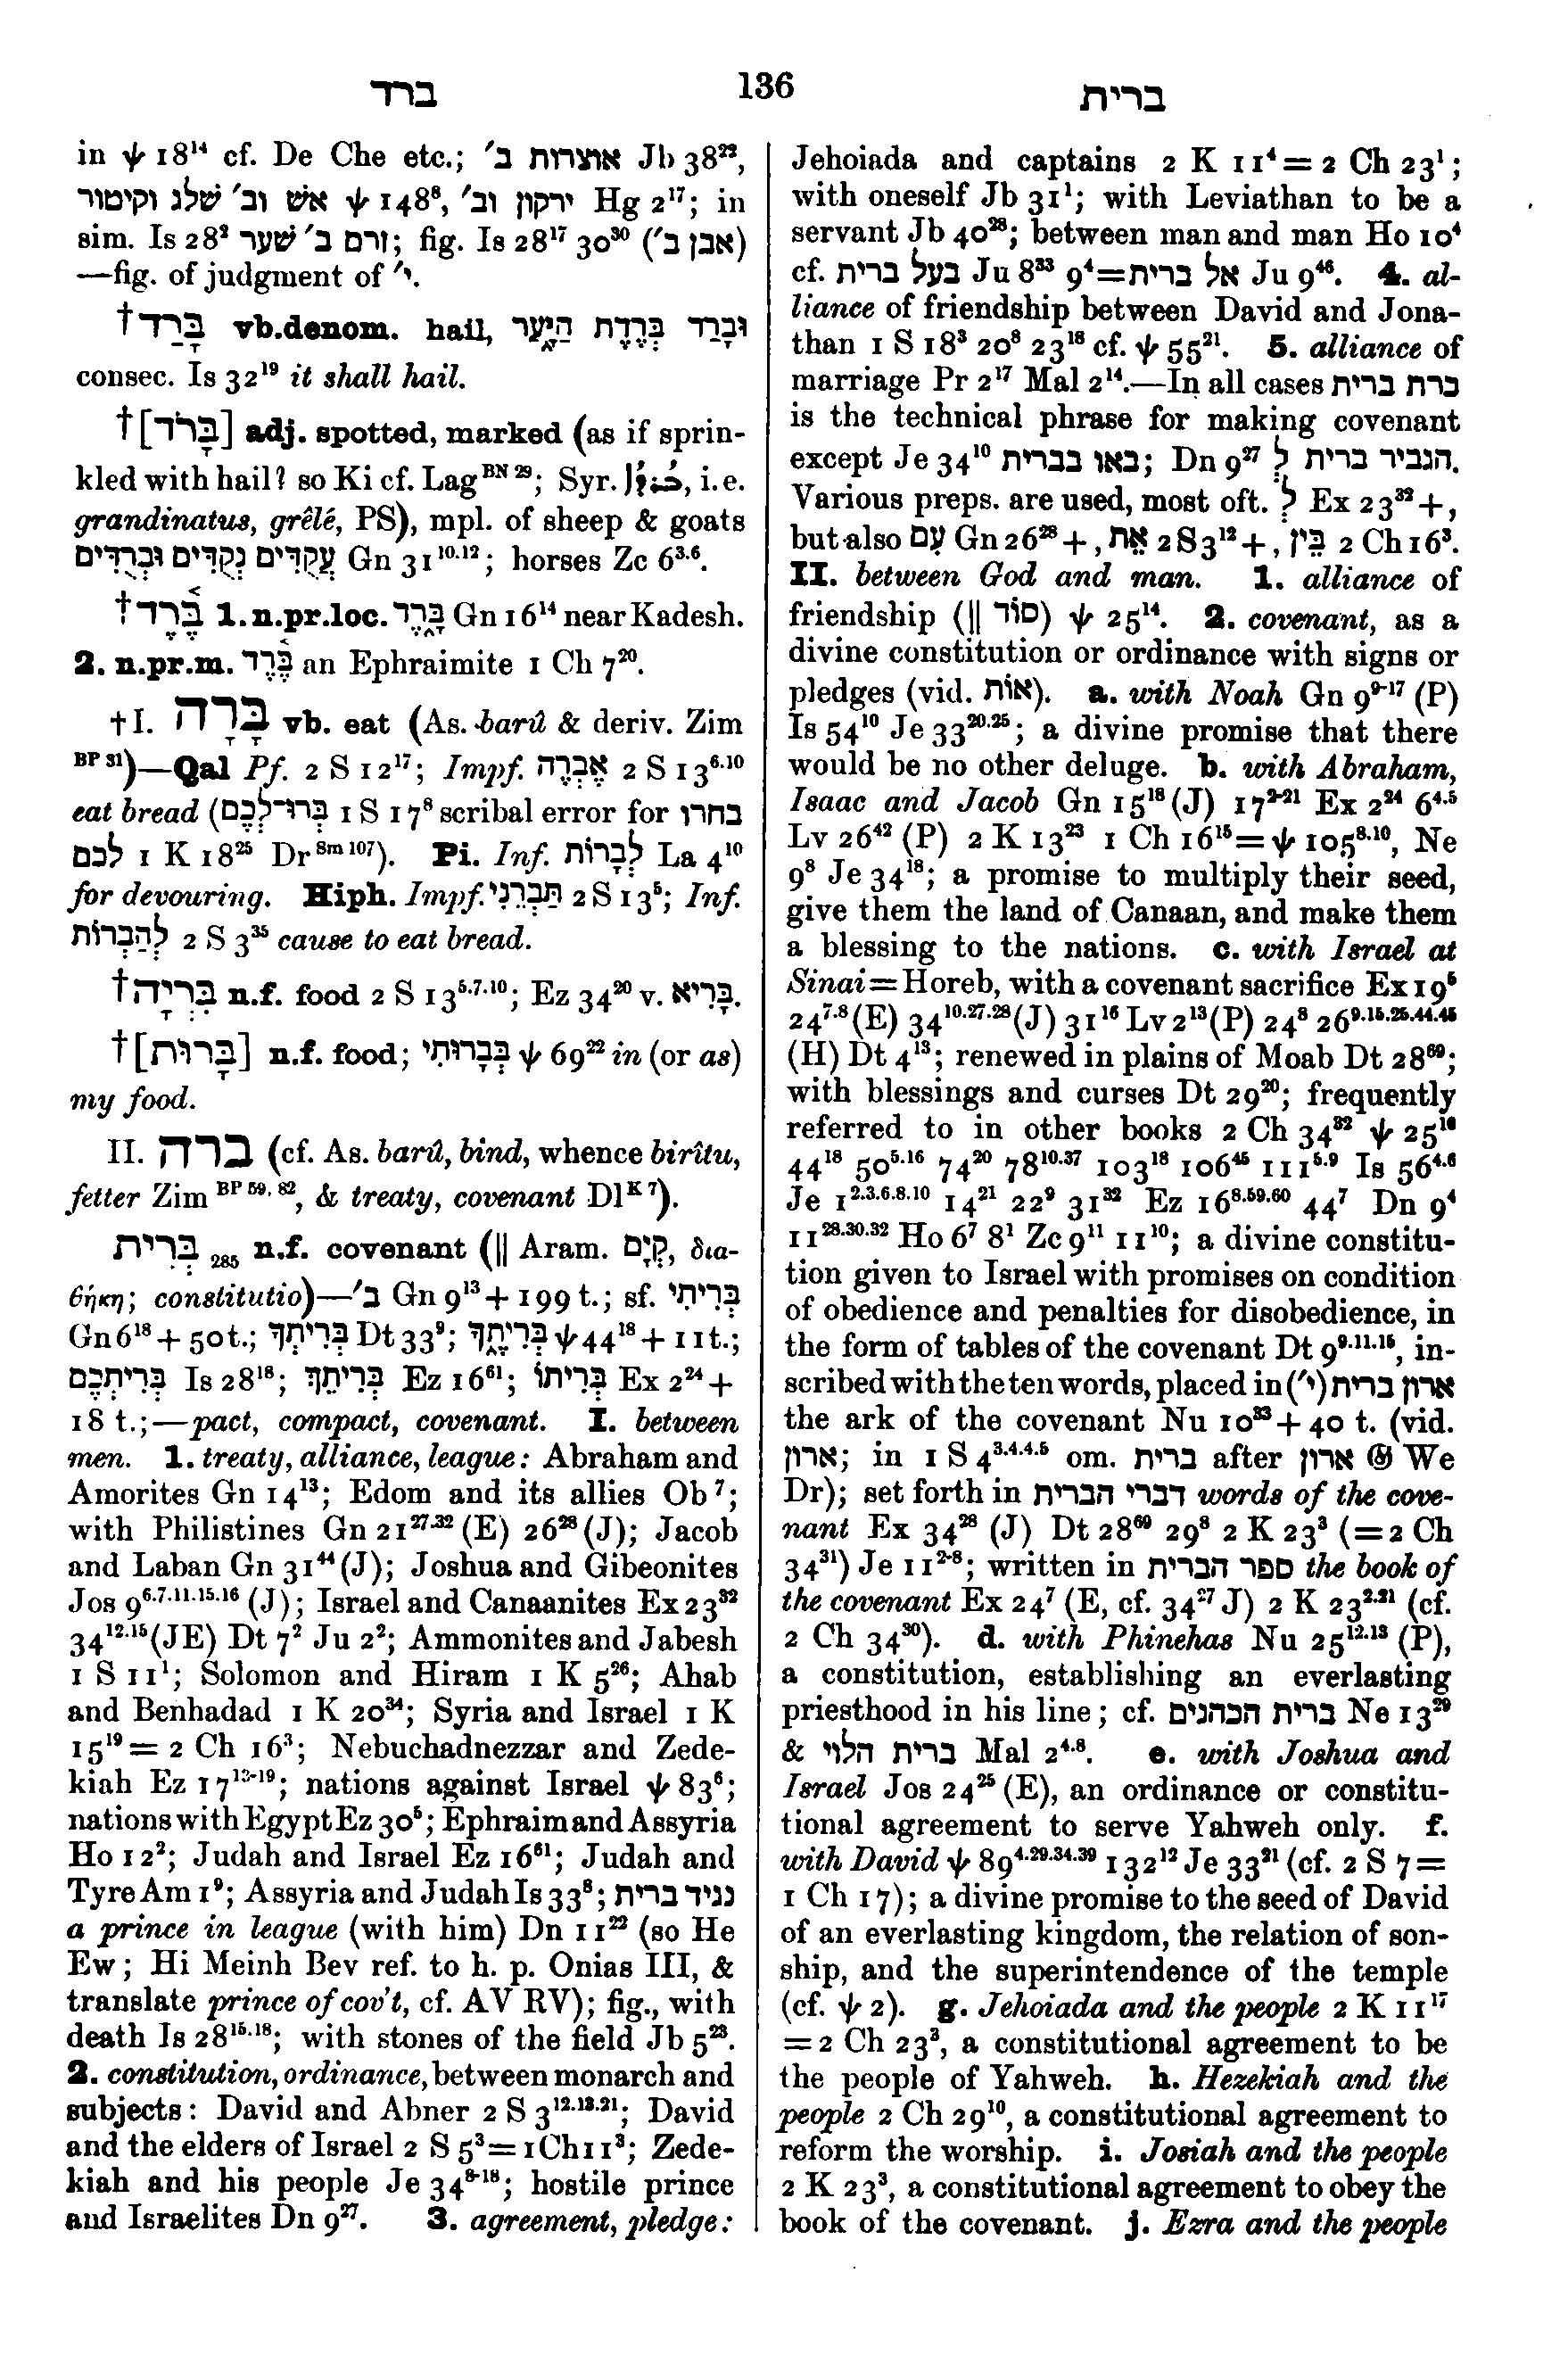 ברד 136 ברית
in ψ 18¹⁴ cf. De Che etc.; אוצרות ב׳ Jb 38²²,
אש וב׳ שלג וקיטור ψ 148⁸, ירקון וב׳ Hg 2¹⁷; in
sim. Is 28² זרם ב׳ שער; fig. Is 28¹⁷ 30³⁰ (אבן ב׳)
—fig. of judgment of י׳.
†בָּרַד vb.denom. hail, וּבָרַד בְּרֶדֶת הַיָּעַר
consec. Is 32¹⁹ it shall hail.
†[בָּרֹד] adj. spotted, marked (as if sprin-
kled with hail? so Ki cf. Lag ᴮᴺ ²⁹; Syr. , i.e.
grandinatus, grêlé, PS), mpl. of sheep & goats
עֲקֻדִּים נְקֻדִּים וּבְרֻדִּים Gn 31¹⁰·¹²; horses Zc 6³·⁶.
†בֶּרֶד 1. n.pr.loc. בָּרֶד Gn 16¹⁴ near Kadesh.
2. n.pr.m. בֶּרֶד an Ephraimite 1 Ch 7²⁰.
†I. בָּרָה vb. eat (As. barû & deriv. Zim
ᴮᴾ ³¹)—Qal Pf. 2 S 12¹⁷; Impf. אֶבְרֶה 2 S 13⁶·¹⁰
eat bread (בְּרוּ־לָכֶם 1 S 17⁸ scribal error for בחרו
לכם 1 K 18²⁵ Dr ˢᵐ ¹⁰⁷). Pi. Inf. לְבָרוֹת La 4¹⁰
for devouring. Hiph. Impf. תַּבְרֵנִי 2 S 13⁵; Inf.
לְהַבְרוֹת 2 S 3³⁵ cause to eat bread.
†בִּרְיָה n.f. food 2 S 13⁵·⁷·¹⁰; Ez 34²⁰ v. בָּרִיא.
†[בָּרוּת] n.f. food; בְּבָרוּתִי ψ 69²² in (or as)
my food.
II. ברה (cf. As. barû, bind, whence birîtu,
fetter Zim ᴮᴾ ⁵⁹· ⁸², & treaty, covenant Dl ᴷ ⁷).
בְּרִית ₂₈₅ n.f. covenant (|| Aram. קְיָם, δια-
θήκη; constitutio)—ב׳ Gn 9¹³ + 199 t.; sf. בְּרִיתִי
Gn 6¹⁸ + 50 t.; בְּרִיתְךָ Dt 33⁹; בְּרִיתֶךָ ψ 44¹⁸ + 11 t.;
בְּרִיתְכֶם Is 28¹⁸; בְּרִיתֵךְ Ez 16⁶¹; בְּרִיתוֹ Ex 2²⁴ +
18 t.;—pact, compact, covenant. I. between
men. 1. treaty, alliance, league: Abraham and
Amorites Gn 14¹³; Edom and its allies Ob⁷;
with Philistines Gn 21²⁷·³² (E) 26²⁸ (J); Jacob
and Laban Gn 31⁴⁴ (J); Joshua and Gibeonites
Jos 9⁶·⁷·¹¹·¹⁵·¹⁶ (J); Israel and Canaanites Ex 23³²
34¹²·¹⁵ (JE) Dt 7² Ju 2²; Ammonites and Jabesh
1 S 11¹; Solomon and Hiram 1 K 5²⁶; Ahab
and Benhadad 1 K 20³⁴; Syria and Israel 1 K
15¹⁹ = 2 Ch 16³; Nebuchadnezzar and Zede-
kiah Ez 17¹³⁻¹⁹; nations against Israel ψ 83⁶;
nations with Egypt Ez 30⁵; Ephraim and Assyria
Ho 12²; Judah and Israel Ez 16⁶¹; Judah and
Tyre Am 1⁹; Assyria and Judah Is 33⁸; נגיד ברית
a prince in league (with him) Dn 11²² (so He
Ew; Hi Meinh Bev ref. to h. p. Onias III, &
translate prince of cov't, cf. AV RV); fig., with
death Is 28¹⁵·¹⁸; with stones of the field Jb 5²³.
2. constitution, ordinance, between monarch and
subjects: David and Abner 2 S 3¹²·¹³·²¹; David
and the elders of Israel 2 S 5³ = 1 Ch 11³; Zede-
kiah and his people Je 34⁸⁻¹⁸; hostile prince
and Israelites Dn 9²⁷. 3. agreement, pledge:
Jehoiada and captains 2 K 11⁴ = 2 Ch 23¹;
with oneself Jb 31¹; with Leviathan to be a
servant Jb 40²⁸; between man and man Ho 10⁴
cf. בעל ברית Ju 8³³ 9⁴ = אל ברית Ju 9⁴⁶. 4. al-
liance of friendship between David and Jona-
than 1 S 18³ 20⁸ 23¹⁸ cf. ψ 55²¹. 5. alliance of
marriage Pr 2¹⁷ Mal 2¹⁴.—In all cases כרת ברית
is the technical phrase for making covenant
except Je 34¹⁰ באו בברית; Dn 9²⁷ הגביר ברית לְ.
Various preps. are used, most oft. לְ Ex 23³² +,
but also עִם Gn 26²⁸ +, אֵת 2 S 3¹² +, בֵּין 2 Ch 16³.
II. between God and man. 1. alliance of
friendship (|| סוֹד) ψ 25¹⁴. 2. covenant, as a
divine constitution or ordinance with signs or
pledges (vid. אוֹת). a. with Noah Gn 9⁹⁻¹⁷ (P)
Is 54¹⁰ Je 33²⁰·²⁵; a divine promise that there
would be no other deluge. b. with Abraham,
Isaac and Jacob Gn 15¹⁸ (J) 17²⁻²¹ Ex 2²⁴ 6⁴·⁵
Lv 26⁴² (P) 2 K 13²³ 1 Ch 16¹⁵ = ψ 105⁸·¹⁰, Ne
9⁸ Je 34¹⁸; a promise to multiply their seed,
give them the land of Canaan, and make them
a blessing to the nations. c. with Israel at
Sinai = Horeb, with a covenant sacrifice Ex 19⁵
24⁷·⁸ (E) 34¹⁰·²⁷·²⁸ (J) 31¹⁶ Lv 2¹³ (P) 24⁸ 26⁹·¹⁵·²⁵·⁴⁴·⁴⁵
(H) Dt 4¹³; renewed in plains of Moab Dt 28⁶⁹;
with blessings and curses Dt 29²⁰; frequently
referred to in other books 2 Ch 34³² ψ 25¹⁰
44¹⁸ 50⁵·¹⁶ 74²⁰ 78¹⁰·³⁷ 103¹⁸ 106⁴⁵ 111⁵·⁹ Is 56⁴·⁶
Je 1²·³·⁶·⁸·¹⁰ 14²¹ 22⁹ 31³² Ez 16⁸·⁵⁹·⁶⁰ 44⁷ Dn 9⁴
11²⁸·³⁰·³² Ho 6⁷ 8¹ Zc 9¹¹ 11¹⁰; a divine constitu-
tion given to Israel with promises on condition
of obedience and penalties for disobedience, in
the form of tables of the covenant Dt 9⁹·¹¹·¹⁵, in-
scribed with the ten words, placed in ארון ברית (י׳)
the ark of the covenant Nu 10³³ + 40 t. (vid.
ארון; in 1 S 4³·⁴·⁴·⁵ om. ברית after ארון 𝔊 We
Dr); set forth in דברי הברית words of the cove-
nant Ex 34²⁸ (J) Dt 28⁶⁹ 29⁸ 2 K 23³ (= 2 Ch
34³¹) Je 11²⁻⁸; written in ספר הברית the book of
the covenant Ex 24⁷ (E, cf. 34²⁷ J) 2 K 23²·²¹ (cf.
2 Ch 34³⁰). d. with Phinehas Nu 25¹²·¹³ (P),
a constitution, establishing an everlasting
priesthood in his line; cf. ברית הכהנים Ne 13²⁹
& ברית הלוי Mal 2⁴·⁸. e. with Joshua and
Israel Jos 24²⁵ (E), an ordinance or constitu-
tional agreement to serve Yahweh only. f.
with David ψ 89⁴·²⁹·³⁴·³⁹ 132¹² Je 33²¹ (cf. 2 S 7 =
1 Ch 17); a divine promise to the seed of David
of an everlasting kingdom, the relation of son-
ship, and the superintendence of the temple
(cf. ψ 2). g. Jehoiada and the people 2 K 11¹⁷
= 2 Ch 23³, a constitutional agreement to be
the people of Yahweh. h. Hezekiah and the
people 2 Ch 29¹⁰, a constitutional agreement to
reform the worship. i. Josiah and the people
2 K 23³, a constitutional agreement to obey the
book of the covenant. j. Ezra and the people